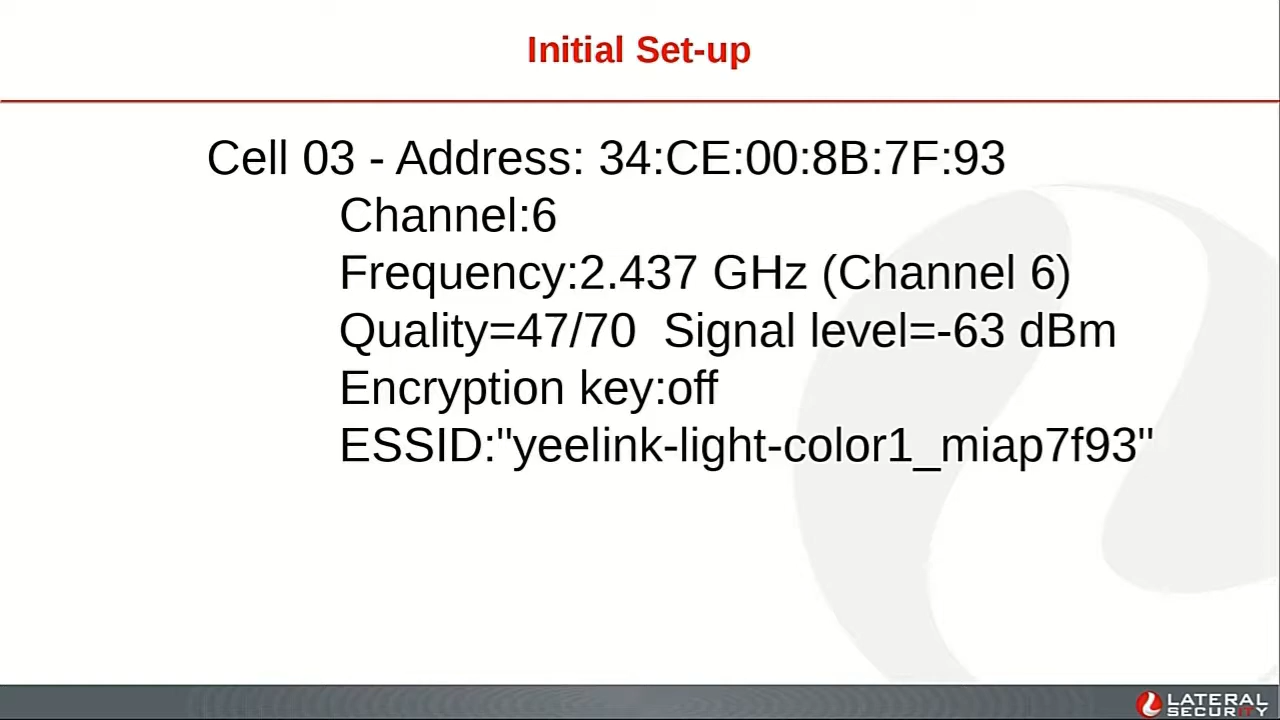 Initial Set-up
Cell 03 - Address: 34:CE:00:8B:7F:93
Channel:6
Frequency:2.437 GHz (Channel 6)
Quality=47/70  Signal level=-63 dBm
Encryption key:off
ESSID:"yeelink-light-color1_miap7f93"
LATERAL
SECURITY